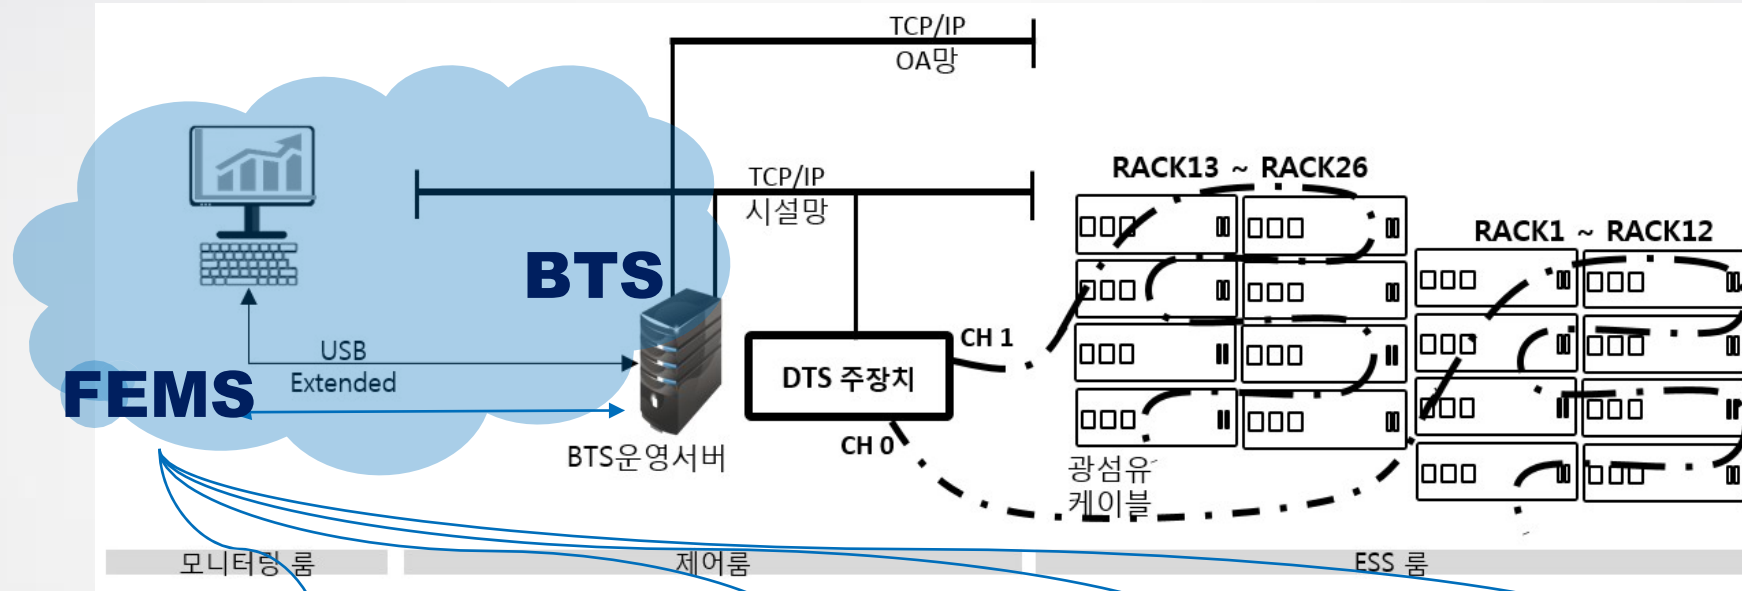 TCP/IP
OA망
TCP/IP
시설망
RACK13 ~ RACK26
RACK1 ~ RACK12
BTS
USB
Extended
FEMS
BTS운영서버
DTS 주장치
CH 1
CH 0
광섬유
케이블
모니터링 룸
제어룸
ESS 룸